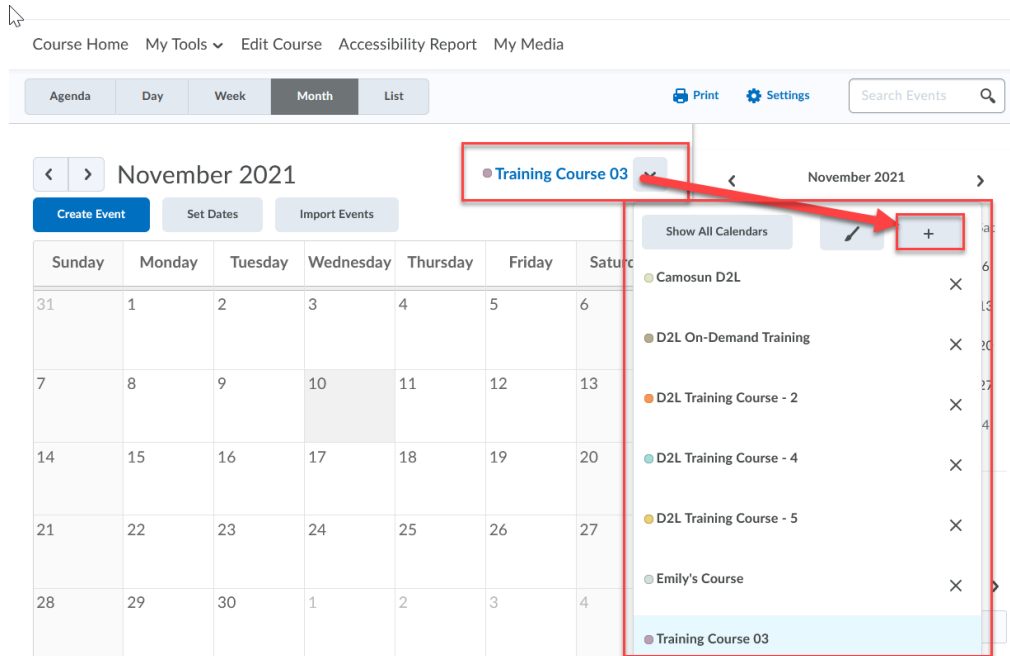 Course Home My Tools Edit Course Accessibility Report My Media
Agenda Day Week Month List Print Settings Search Events
November 2021 Training Course 03 November 2021
Create Event Set Dates Import Events Show All Calendars +
Sunday Monday Tuesday Wednesday Thursday Friday
31 1 2 3 4 5 6
7 8 9 10 11 12 13
14 15 16 17 18 19 20
21 22 23 24 25 26 27
28 29 30 1 2 3 4
Camosun D2L
D2L On-Demand Training
D2L Training Course - 2
D2L Training Course - 4
D2L Training Course - 5
Emily's Course
Training Course 03